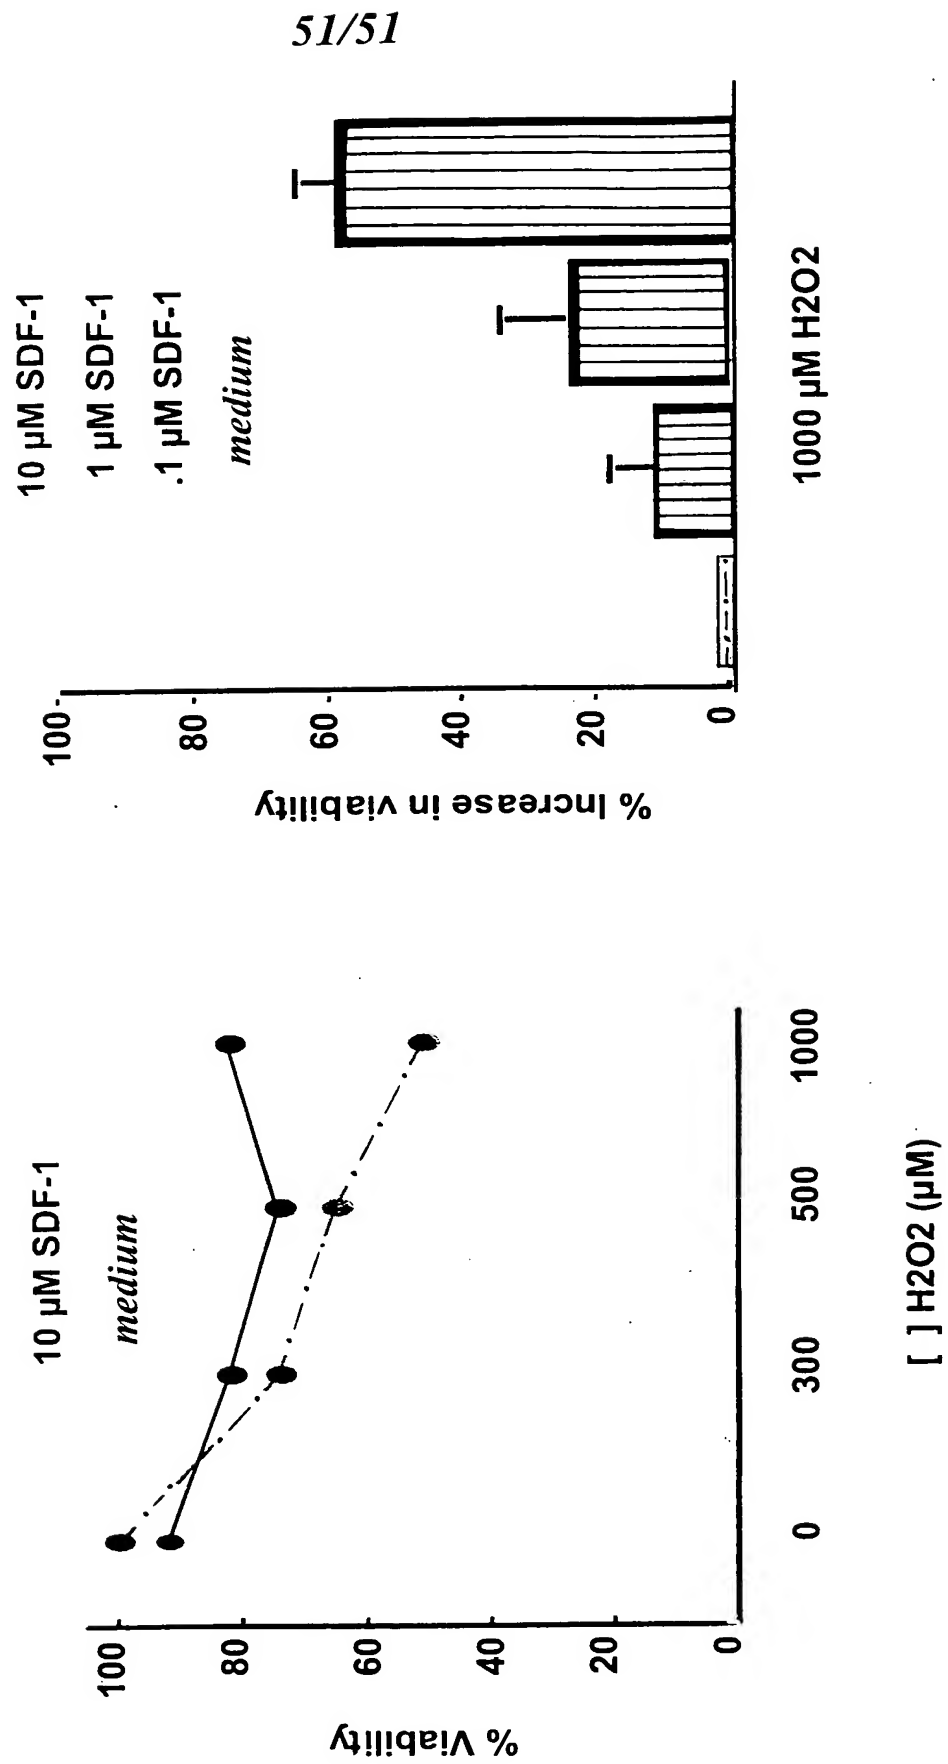 51/51
10 µM SDF-1
medium
% Viability
100
80
60
40
20
0
0
300
500
1000
[ ] H2O2 (µM)
10 µM SDF-1
1 µM SDF-1
.1 µM SDF-1
medium
% Increase in viability
100
80
60
40
20
0
1000 µM H2O2